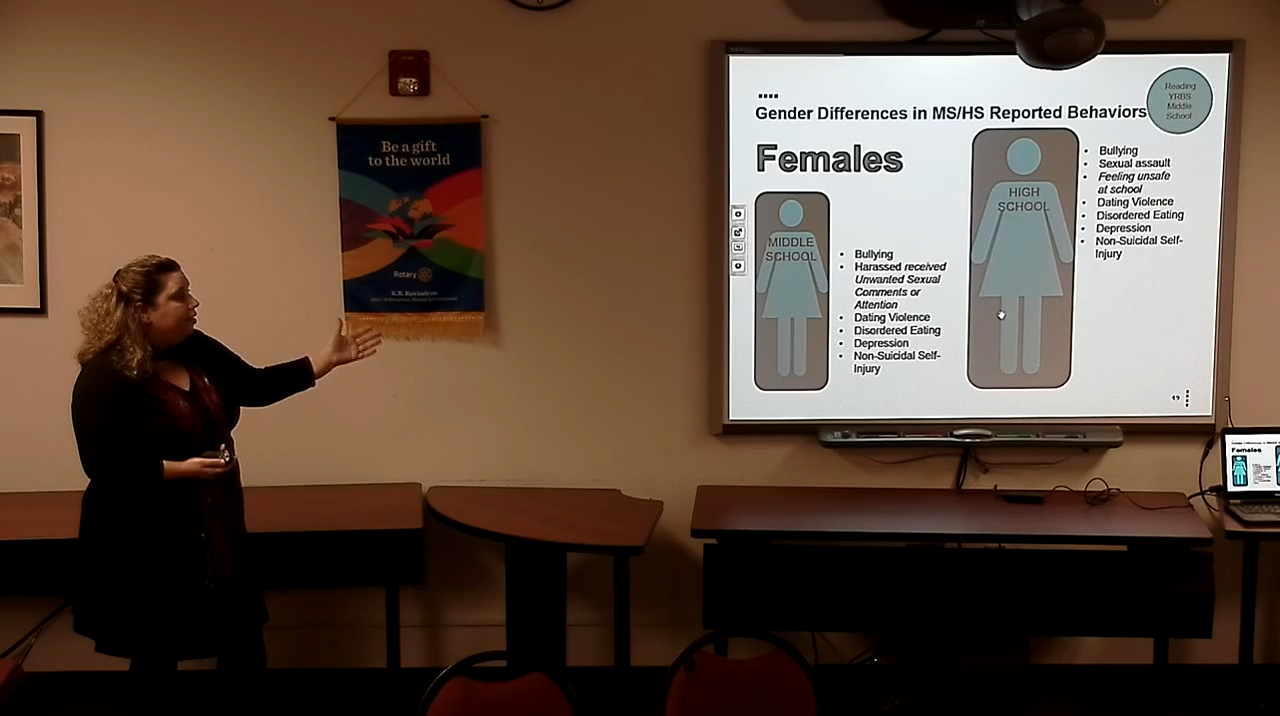 Be a gift
to the world
Rotary
Gender Differences in MS/HS Reported Behaviors
Reading
YRBS
Middle
School
Females
MIDDLE
SCHOOL
• Bullying
• Harassed received
Unwanted Sexual
Comments or
Attention
• Dating Violence
• Disordered Eating
• Depression
• Non-Suicidal Self-
Injury
HIGH
SCHOOL
• Bullying
• Sexual assault
• Feeling unsafe
at school
• Dating Violence
• Disordered Eating
• Depression
• Non-Suicidal Self-
Injury
Females